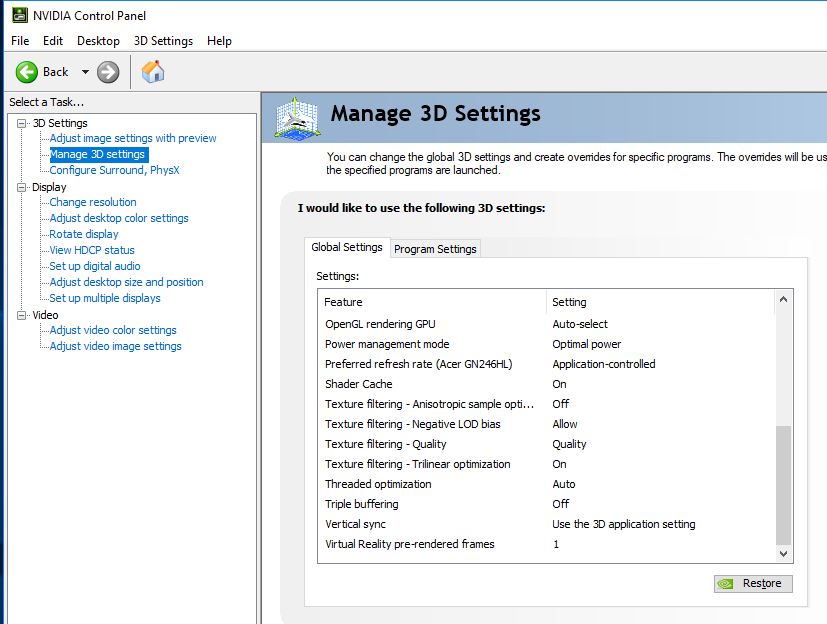 NVIDIA Control Panel
File Edit Desktop 3D Settings Help
Back
Select a Task...
3D Settings
Adjust image settings with preview
Manage 3D settings
Configure Surround, PhysX
Display
Change resolution
Adjust desktop color settings
Rotate display
View HDCP status
Set up digital audio
Adjust desktop size and position
Set up multiple displays
Video
Adjust video color settings
Adjust video image settings
Manage 3D Settings
You can change the global 3D settings and create overrides for specific programs. The overrides will be us
the specified programs are launched.
I would like to use the following 3D settings:
Global Settings Program Settings
Settings:
Feature Setting
OpenGL rendering GPU Auto-select
Power management mode Optimal power
Preferred refresh rate (Acer GN246HL) Application-controlled
Shader Cache On
Texture filtering - Anisotropic sample opti... Off
Texture filtering - Negative LOD bias Allow
Texture filtering - Quality Quality
Texture filtering - Trilinear optimization On
Threaded optimization Auto
Triple buffering Off
Vertical sync Use the 3D application setting
Virtual Reality pre-rendered frames 1
Restore